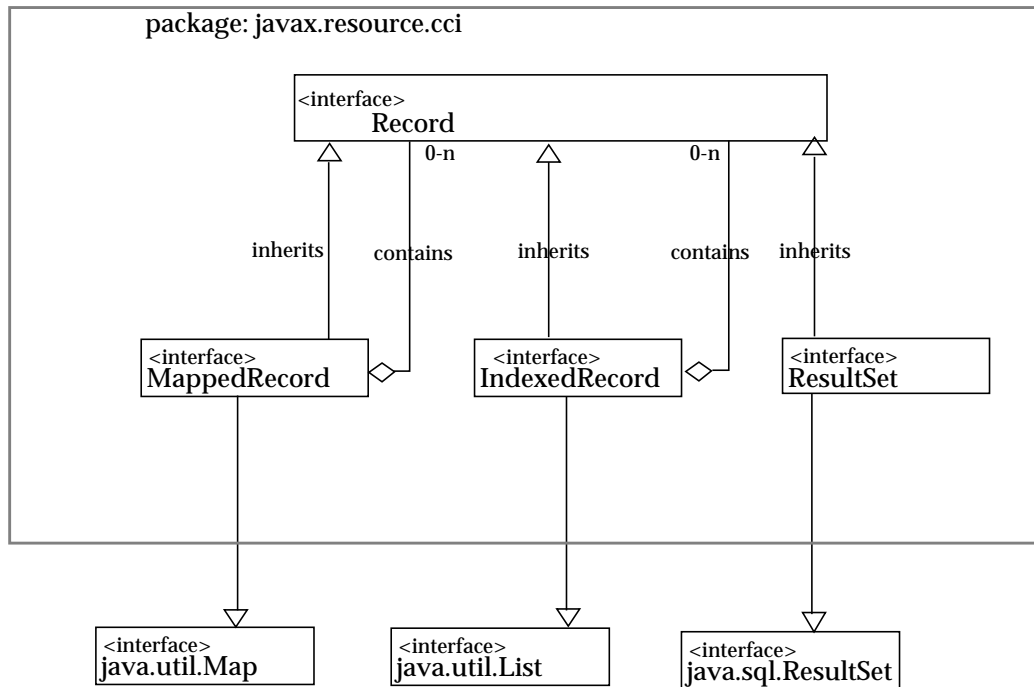 package: javax.resource.cci
<interface>
Record
0-n
0-n
inherits
contains
inherits
contains
inherits
<interface>
MappedRecord
<interface>
IndexedRecord
<interface>
ResultSet
<interface>
java.util.Map
<interface>
java.util.List
<interface>
java.sql.ResultSet